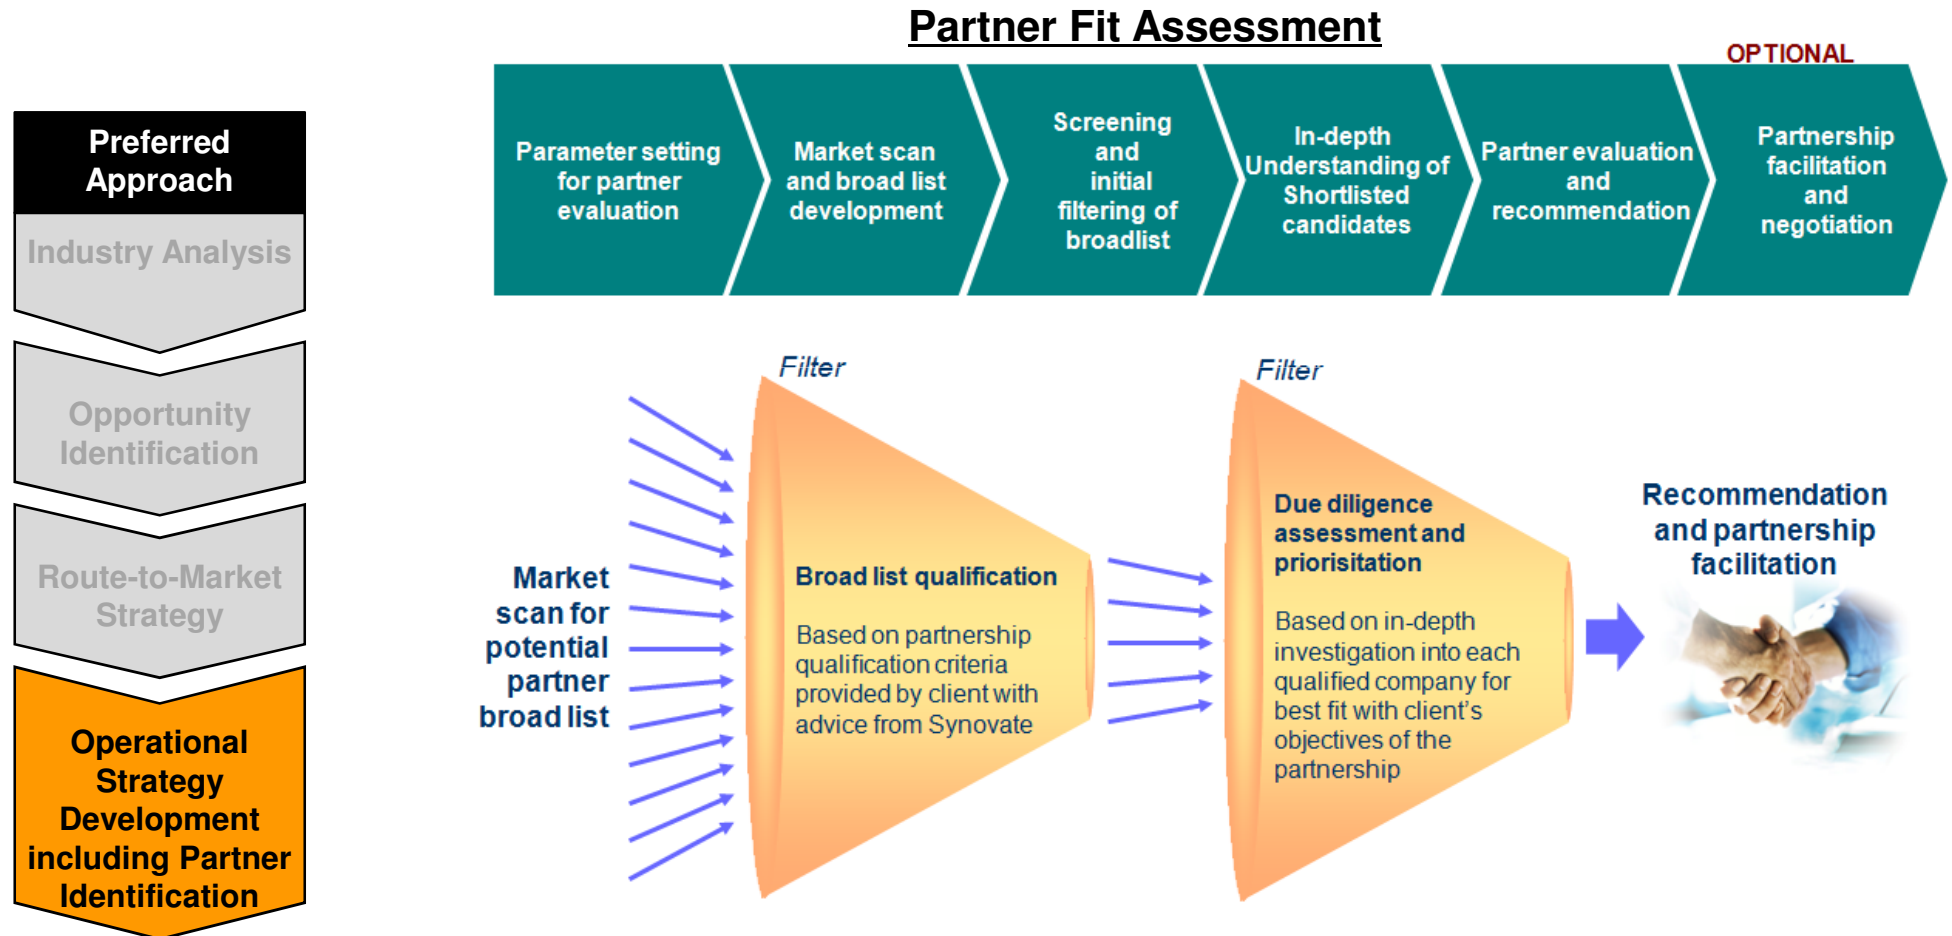 Partner Fit Assessment
OPTIONAL
Preferred
Approach
Industry Analysis
Opportunity
Identification
Route-to-Market
Strategy
Operational
Strategy
Development
including Partner
Identification
Parameter setting
for partner
evaluation
Market scan
and broad list
development
Screening
and
initial
filtering of
broadlist
In-depth
Understanding of
Shortlisted
candidates
Partner evaluation
and
recommendation
Partnership
facilitation
and
negotiation
Market
scan for
potential
partner
broad list
Filter
Broad list qualification
Based on partnership
qualification criteria
provided by client with
advice from Synovate
Filter
Due diligence
assessment and
priorisitation
Based on in-depth
investigation into each
qualified company for
best fit with client's
objectives of the
partnership
Recommendation
and partnership
facilitation